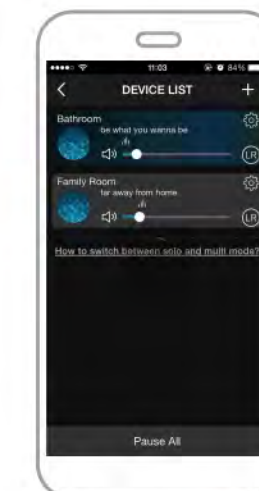 11:03 84%
DEVICE LIST +
Bathroom
be what you wanna be
LR
Family Room
far away from home
LR
How to switch between solo and multi mode?
Pause All